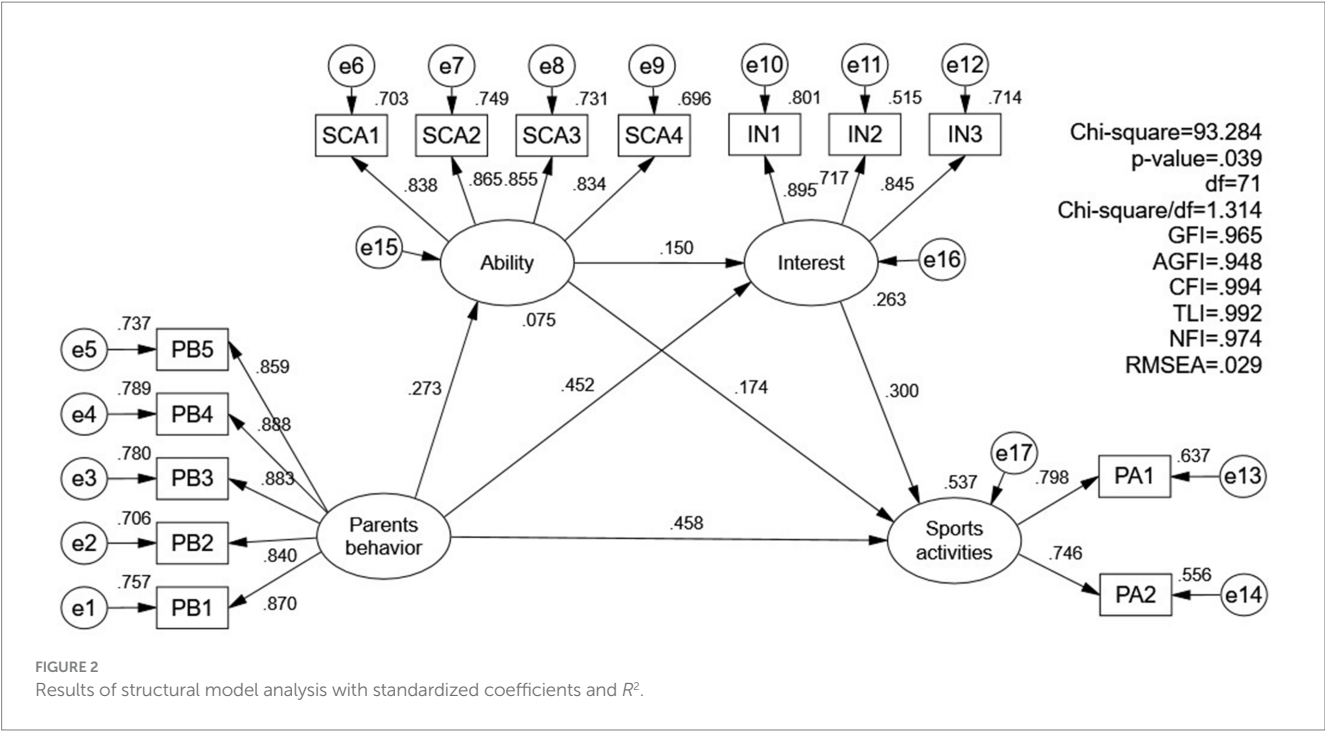 e6 e7 e8 e9 e10 e11 e12
.703 .749 .731 .696 .801 .515 .714
SCA1 SCA2 SCA3 SCA4 IN1 IN2 IN3
.838 .865 .855 .834 .895 .717 .845
e15 Ability .150 Interest e16
.075 .263
Chi-square=93.284
p-value=.039
df=71
Chi-square/df=1.314
GFI=.965
AGFI=.948
CFI=.994
TLI=.992
NFI=.974
RMSEA=.029
.737
e5 PB5 .859
.789
e4 PB4 .888
.780
e3 PB3 .883
.706
e2 PB2 .840
.757
e1 PB1 .870
.273 .452 .174 .300
Parents
behavior
.458
e17
.537
Sports
activities
.798 PA1 .637 e13
.746 PA2 .556 e14
FIGURE 2
Results of structural model analysis with standardized coefficients and R².